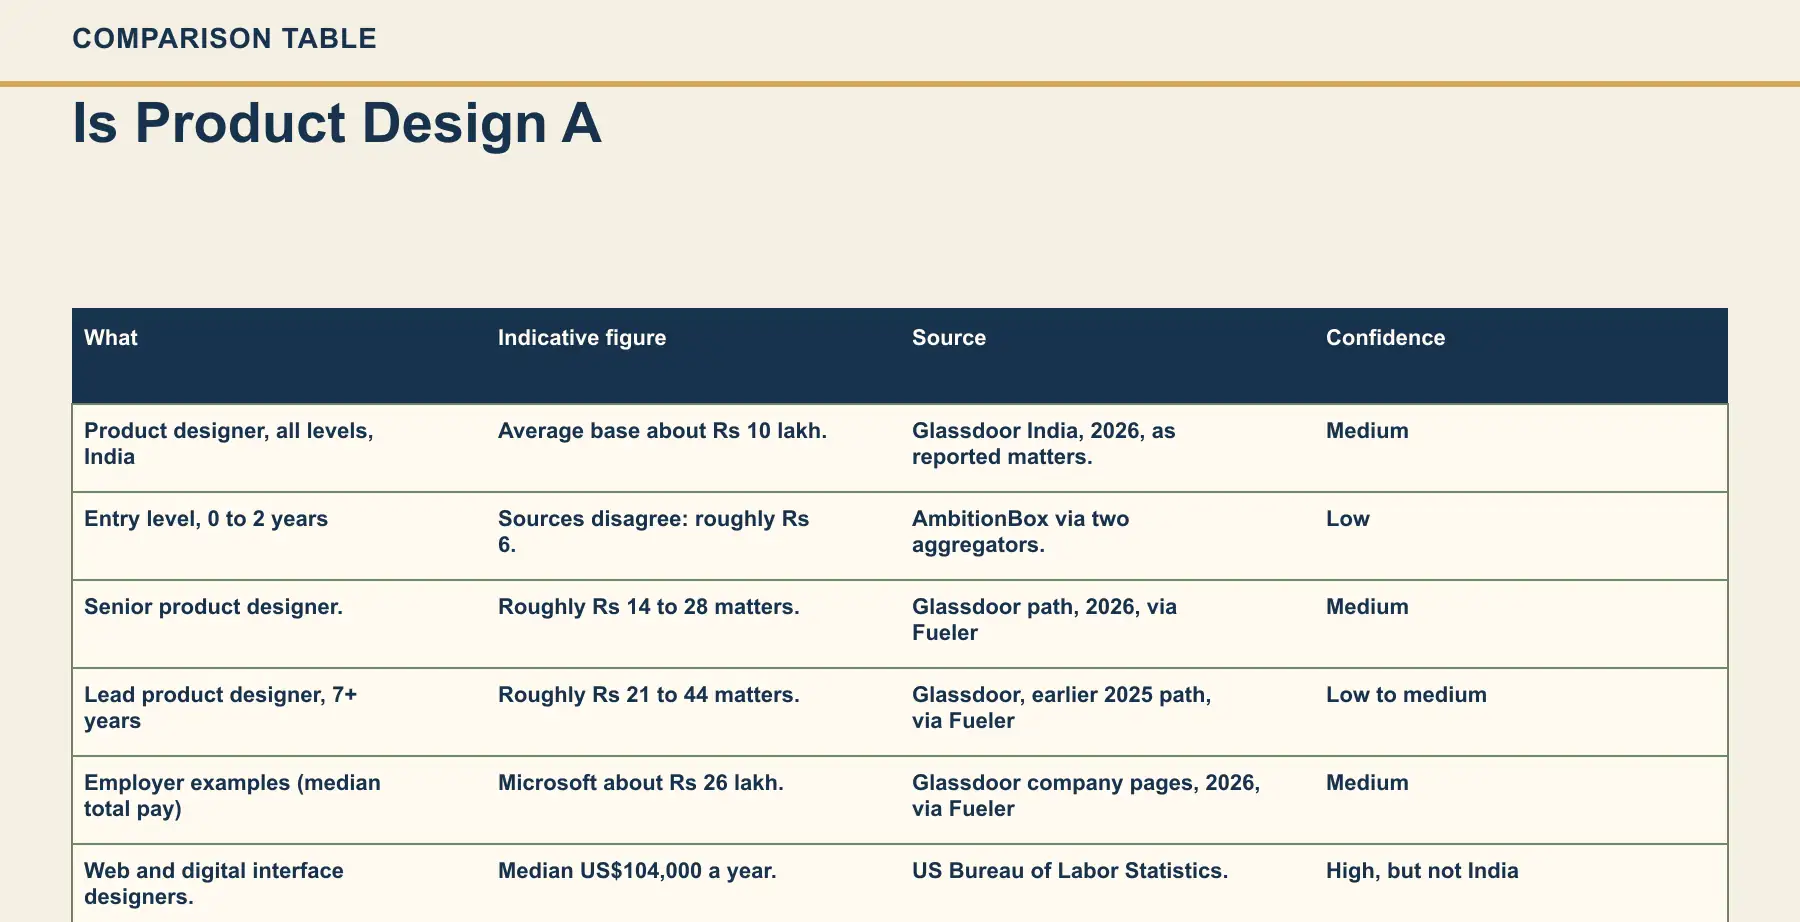 COMPARISON TABLE
Is Product Design A
What Indicative figure Source Confidence
Product designer, all levels, Average base about Rs 10 lakh. Glassdoor India, 2026, as Medium
India reported matters.
Entry level, 0 to 2 years Sources disagree: roughly Rs AmbitionBox via two Low
6. aggregators.
Senior product designer. Roughly Rs 14 to 28 matters. Glassdoor path, 2026, via Medium
Fueler
Lead product designer, 7+ Roughly Rs 21 to 44 matters. Glassdoor, earlier 2025 path, Low to medium
years via Fueler
Employer examples (median Microsoft about Rs 26 lakh. Glassdoor company pages, 2026, Medium
total pay) via Fueler
Web and digital interface Median US$104,000 a year. US Bureau of Labor Statistics. High, but not India
designers.